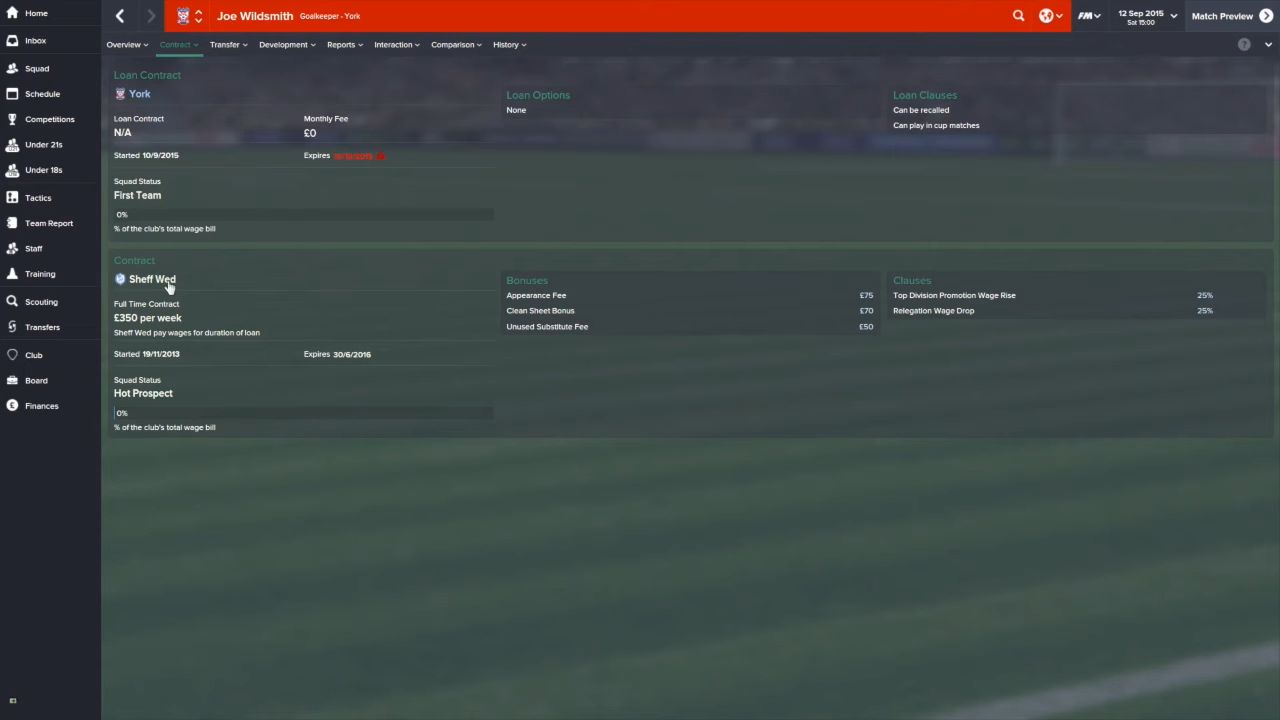 Home
Inbox
Squad
Schedule
Competitions
Under 21s
Under 18s
Tactics
Team Report
Staff
Training
Scouting
Transfers
Club
Board
Finances
Joe Wildsmith Goalkeeper - York
FM
12 Sep 2015
Sat 15:00
Match Preview
Overview Contract Transfer Development Reports Interaction Comparison History
Loan Contract
York
Loan Contract
N/A
Monthly Fee
£0
Started 10/9/2015
Expires
Squad Status
First Team
0%
% of the club's total wage bill
Loan Options
None
Loan Clauses
Can be recalled
Can play in cup matches
Contract
Sheff Wed
Full Time Contract
£350 per week
Sheff Wed pay wages for duration of loan
Started 19/11/2013
Expires 30/6/2016
Squad Status
Hot Prospect
0%
% of the club's total wage bill
Bonuses
Appearance Fee £75
Clean Sheet Bonus £70
Unused Substitute Fee £50
Clauses
Top Division Promotion Wage Rise 25%
Relegation Wage Drop 25%